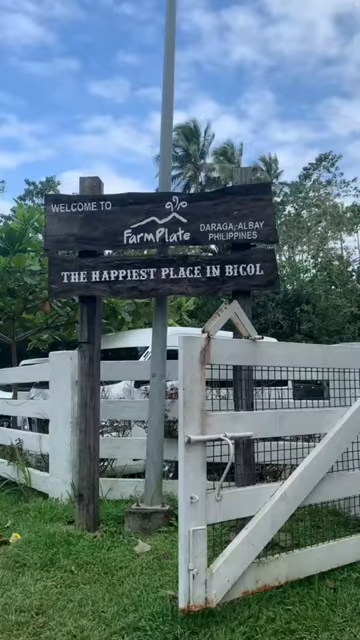 WELCOME TO
FARMPLATE
DARAGA, ALBAY
PHILIPPINES
THE HAPPIEST PLACE IN BICOL